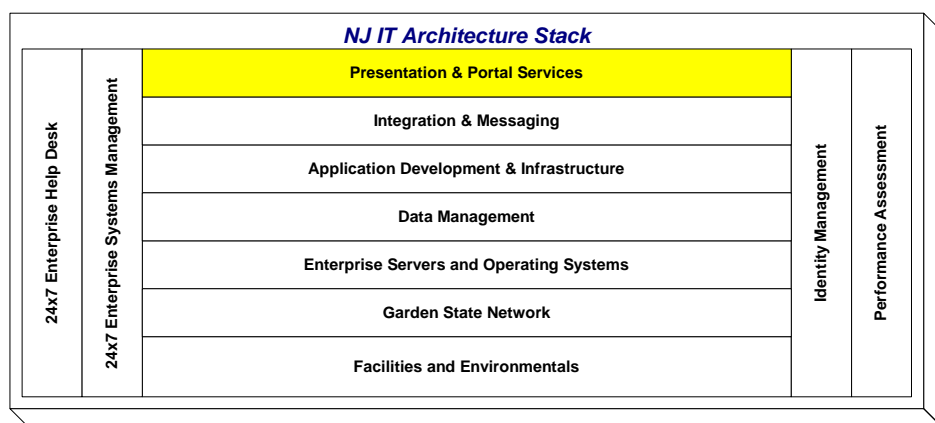 NJ IT Architecture Stack
24x7 Enterprise Help Desk
24x7 Enterprise Systems Management
Presentation & Portal Services
Integration & Messaging
Application Development & Infrastructure
Data Management
Enterprise Servers and Operating Systems
Garden State Network
Facilities and Environmentals
Identity Management
Performance Assessment